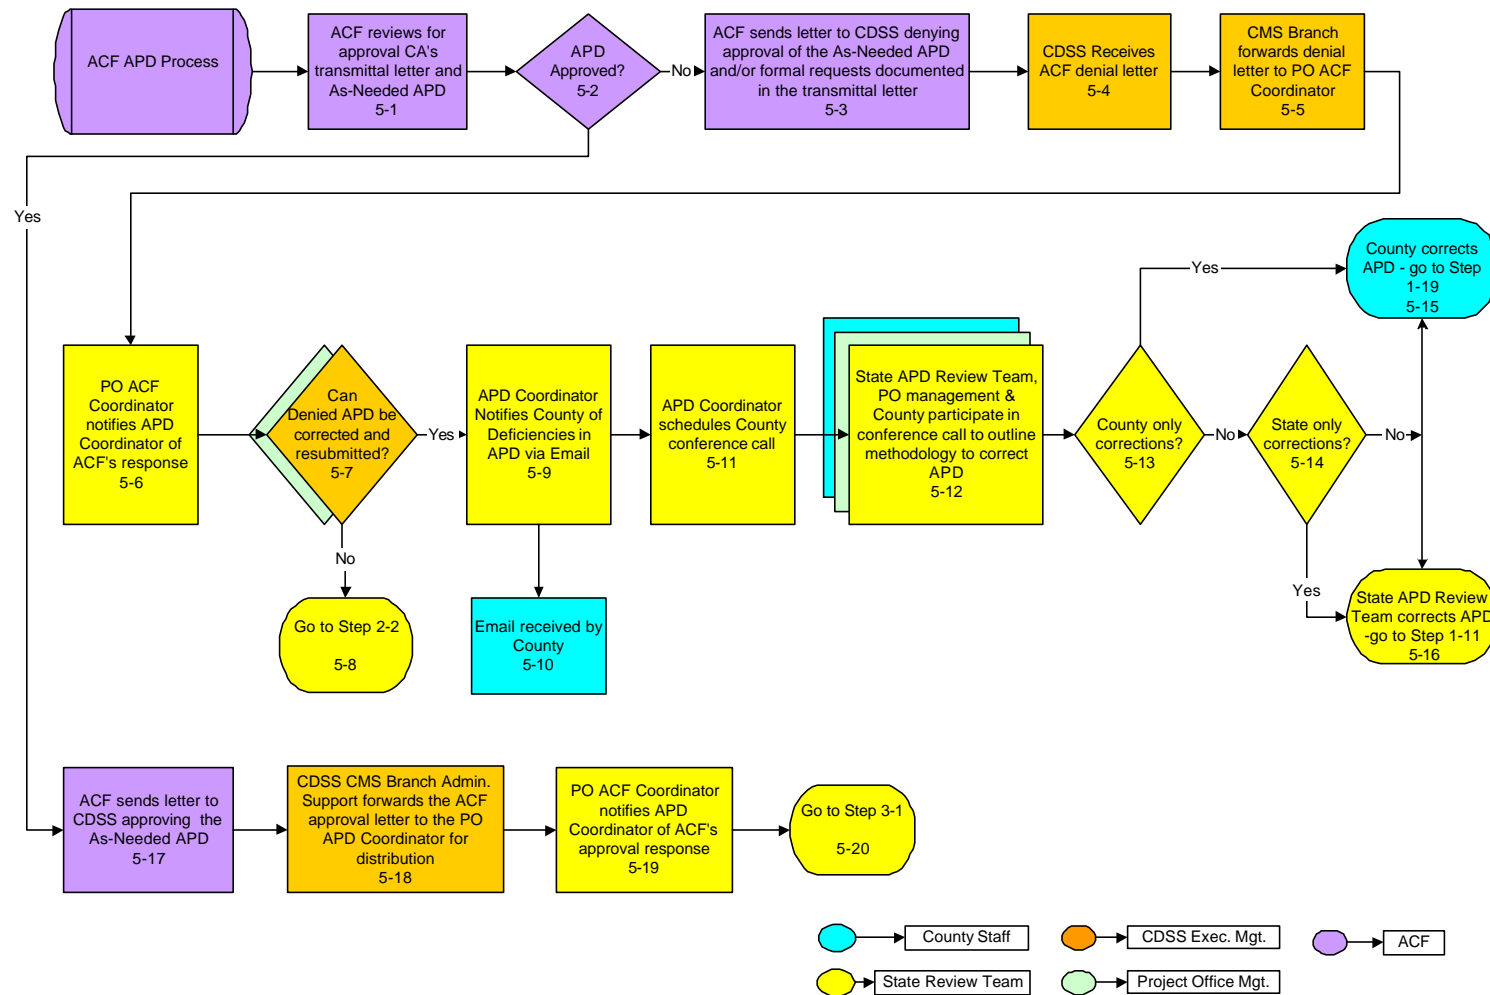 ACF APD Process
ACF reviews for
approval CA's
transmittal letter and
As-Needed APD
5-1
APD
Approved?
5-2
No
ACF sends letter to CDSS denying
approval of the As-Needed APD
and/or formal requests documented
in the transmittal letter
5-3
CDSS Receives
ACF denial letter
5-4
CMS Branch
forwards denial
letter to PO ACF
Coordinator
5-5
Yes
PO ACF
Coordinator
notifies APD
Coordinator of
ACF's response
5-6
Can
Denied APD be
corrected and
resubmitted?
5-7
Yes
No
Go to Step 2-2
5-8
APD Coordinator
Notifies County of
Deficiencies in
APD via Email
5-9
Email received by
County
5-10
APD Coordinator
schedules County
conference call
5-11
State APD Review Team,
PO management &
County participate in
conference call to outline
methodology to correct
APD
5-12
County only
corrections?
5-13
Yes
No
State only
corrections?
5-14
No
Yes
County corrects
APD - go to Step
1-19
5-15
State APD Review
Team corrects APD
-go to Step 1-11
5-16
ACF sends letter to
CDSS approving the
As-Needed APD
5-17
CDSS CMS Branch Admin.
Support forwards the ACF
approval letter to the PO
APD Coordinator for
distribution
5-18
PO ACF Coordinator
notifies APD
Coordinator of ACF's
approval response
5-19
Go to Step 3-1
5-20
County Staff
CDSS Exec. Mgt.
ACF
State Review Team
Project Office Mgt.